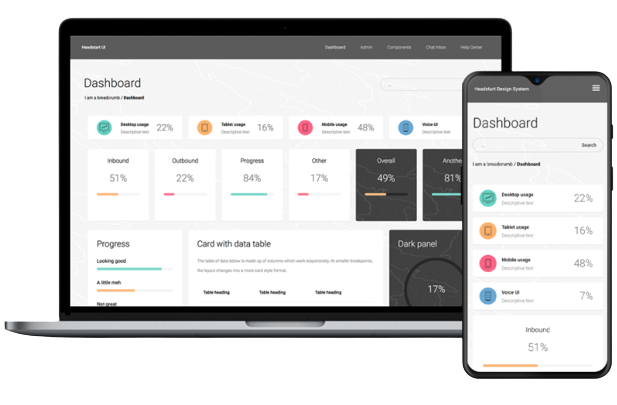 Headstart UI
Dashboard Admin Components Chat Inbox Help Center
Dashboard
I am a breadcrumb / Dashboard
Desktop usage
Descriptive text
22%
Tablet usage
Descriptive text
16%
Mobile usage
Descriptive text
48%
Voice UI
Descriptive text
Inbound
51%
Outbound
22%
Progress
84%
Other
17%
Overall
49%
Anothe
81%
Progress
Looking good
A little meh
Not great
Card with data table
The table of data below is made up of columns which work responsively. At smaller breakpoints,
the layout changes into a more card style format.
Table heading Table heading Table heading
Dark panel
17%
Headstart Design System
Dashboard
Search
I am a breadcrumb / Dashboard
Desktop usage
Descriptive text
22%
Tablet usage
Descriptive text
16%
Mobile usage
Descriptive text
48%
Voice UI
Descriptive text
7%
Inbound
51%